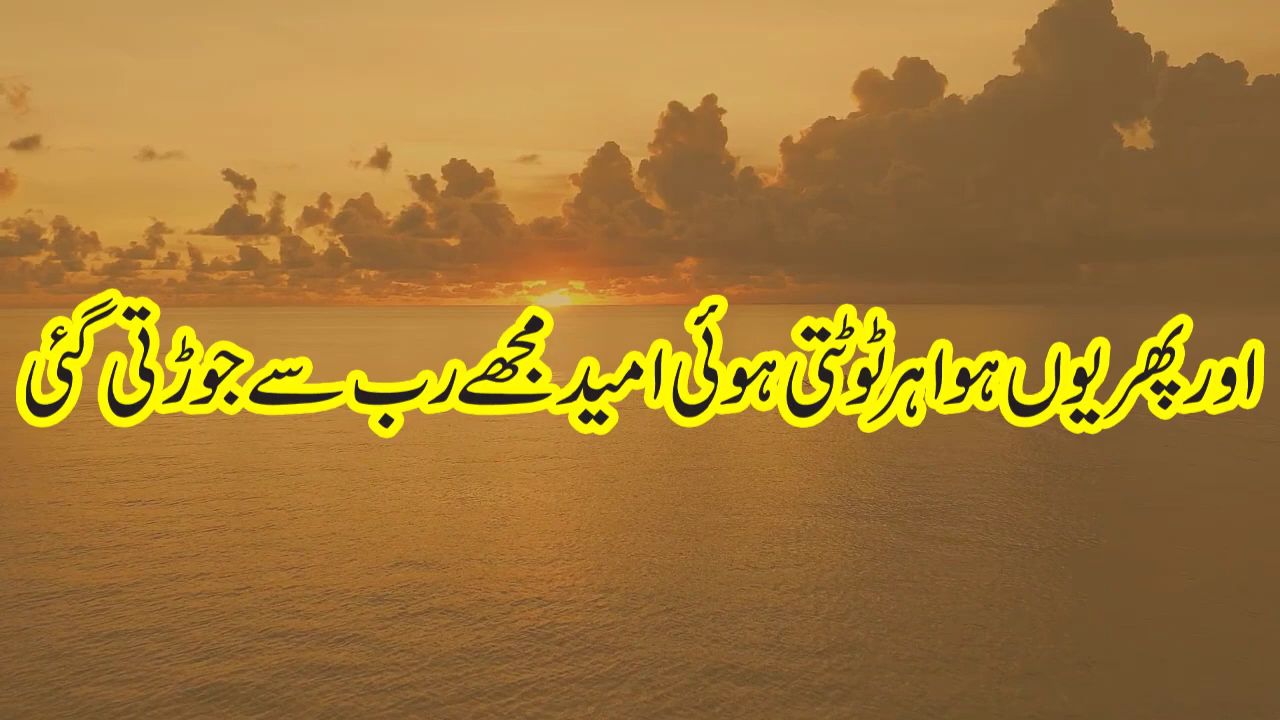 اور پھر یوں ہوا ہر ٹوٹتی ہوئی امید مجھے رب سے جوڑتی گئی